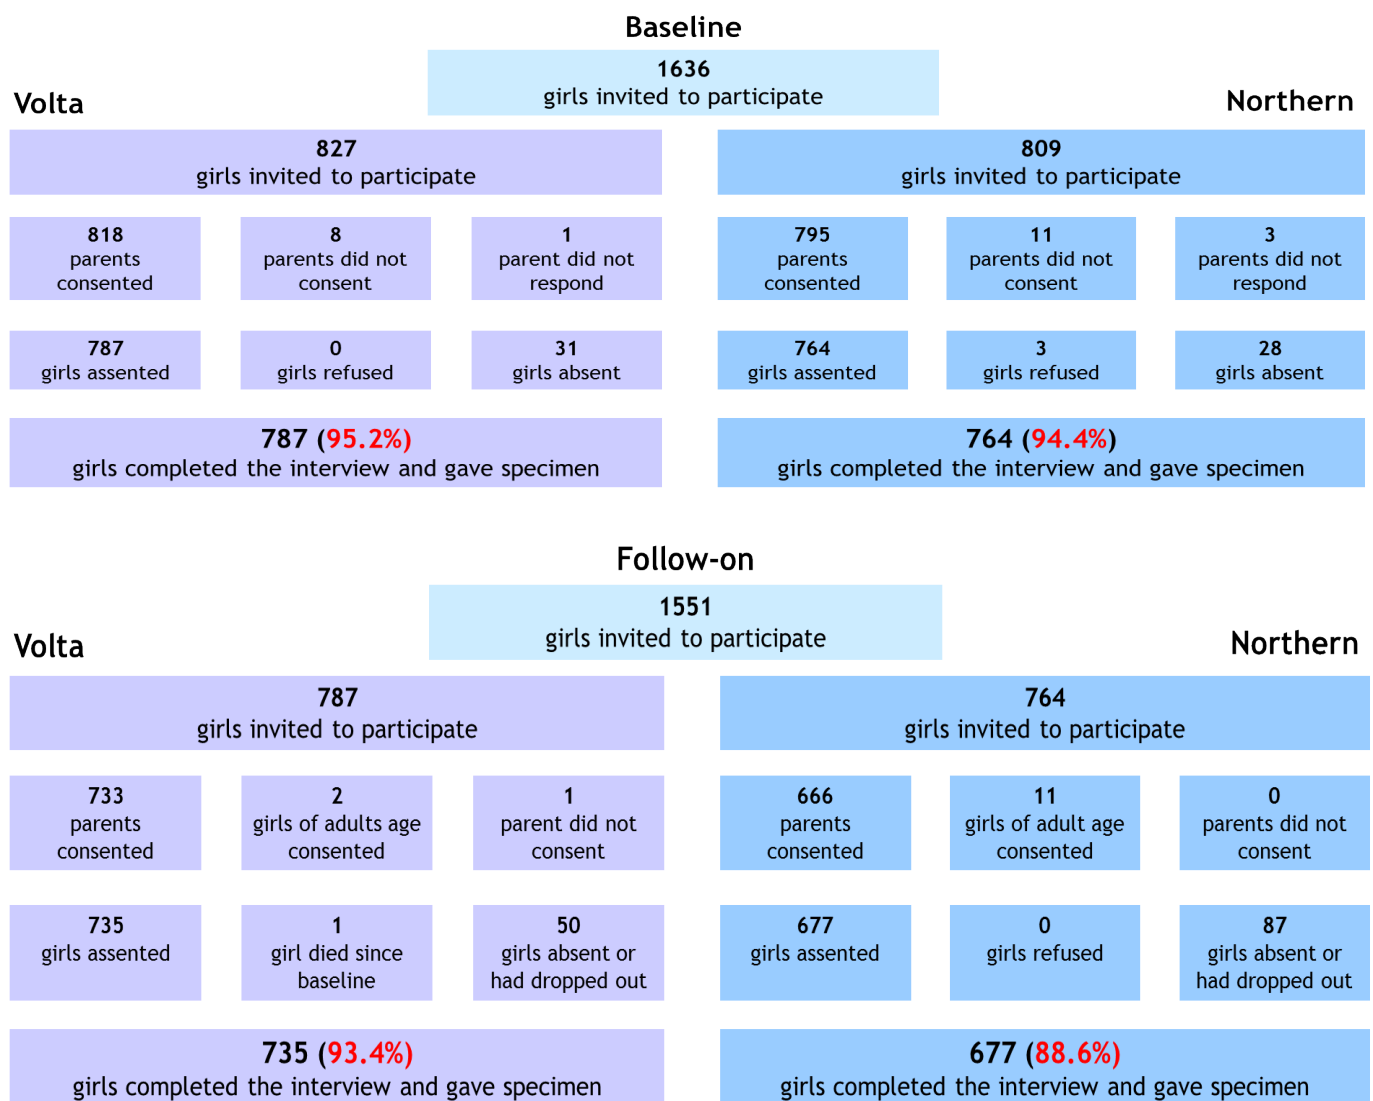 Baseline
1636
girls invited to participate
Volta
Northern
827
girls invited to participate
809
girls invited to participate
818
parents
consented
8
parents did not
consent
1
parent did not
respond
795
parents
consented
11
parents did not
consent
3
parents did not
respond
787
girls assented
0
girls refused
31
girls absent
764
girls assented
3
girls refused
28
girls absent
787 (95.2%)
girls completed the interview and gave specimen
764 (94.4%)
girls completed the interview and gave specimen
Follow-on
1551
girls invited to participate
Volta
Northern
787
girls invited to participate
764
girls invited to participate
733
parents
consented
2
girls of adults age
consented
1
parent did not
consent
666
parents
consented
11
girls of adult age
consented
0
parents did not
consent
735
girls assented
1
girl died since
baseline
50
girls absent or
had dropped out
677
girls assented
0
girls refused
87
girls absent or
had dropped out
735 (93.4%)
girls completed the interview and gave specimen
677 (88.6%)
girls completed the interview and gave specimen